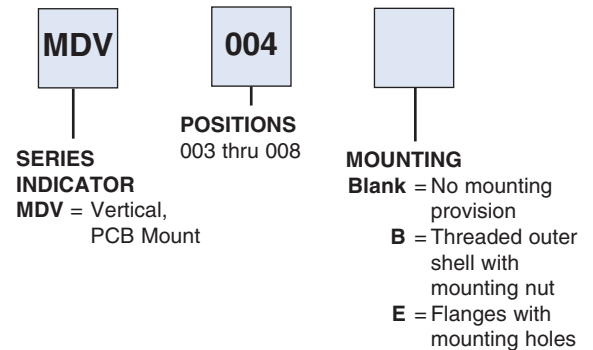 MDV
004
SERIES
INDICATOR
MDV = Vertical,
PCB Mount
POSITIONS
003 thru 008
MOUNTING
Blank = No mounting
provision
B = Threaded outer
shell with
mounting nut
E = Flanges with
mounting holes